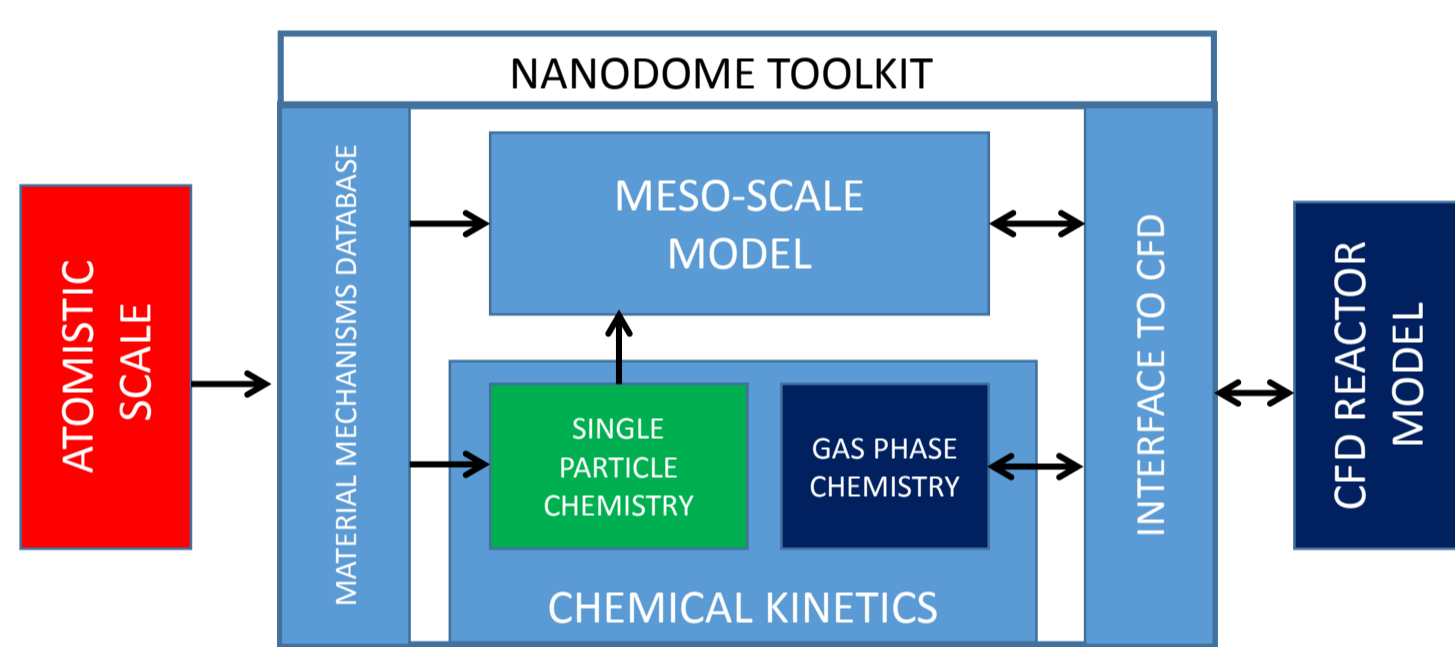 NANODOME TOOLKIT
ATOMISTIC
SCALE
MATERIAL MECHANISMS DATABASE
MESO-SCALE
MODEL
SINGLE
PARTICLE
CHEMISTRY
GAS PHASE
CHEMISTRY
CHEMICAL KINETICS
INTERFACE TO CFD
CFD REACTOR
MODEL